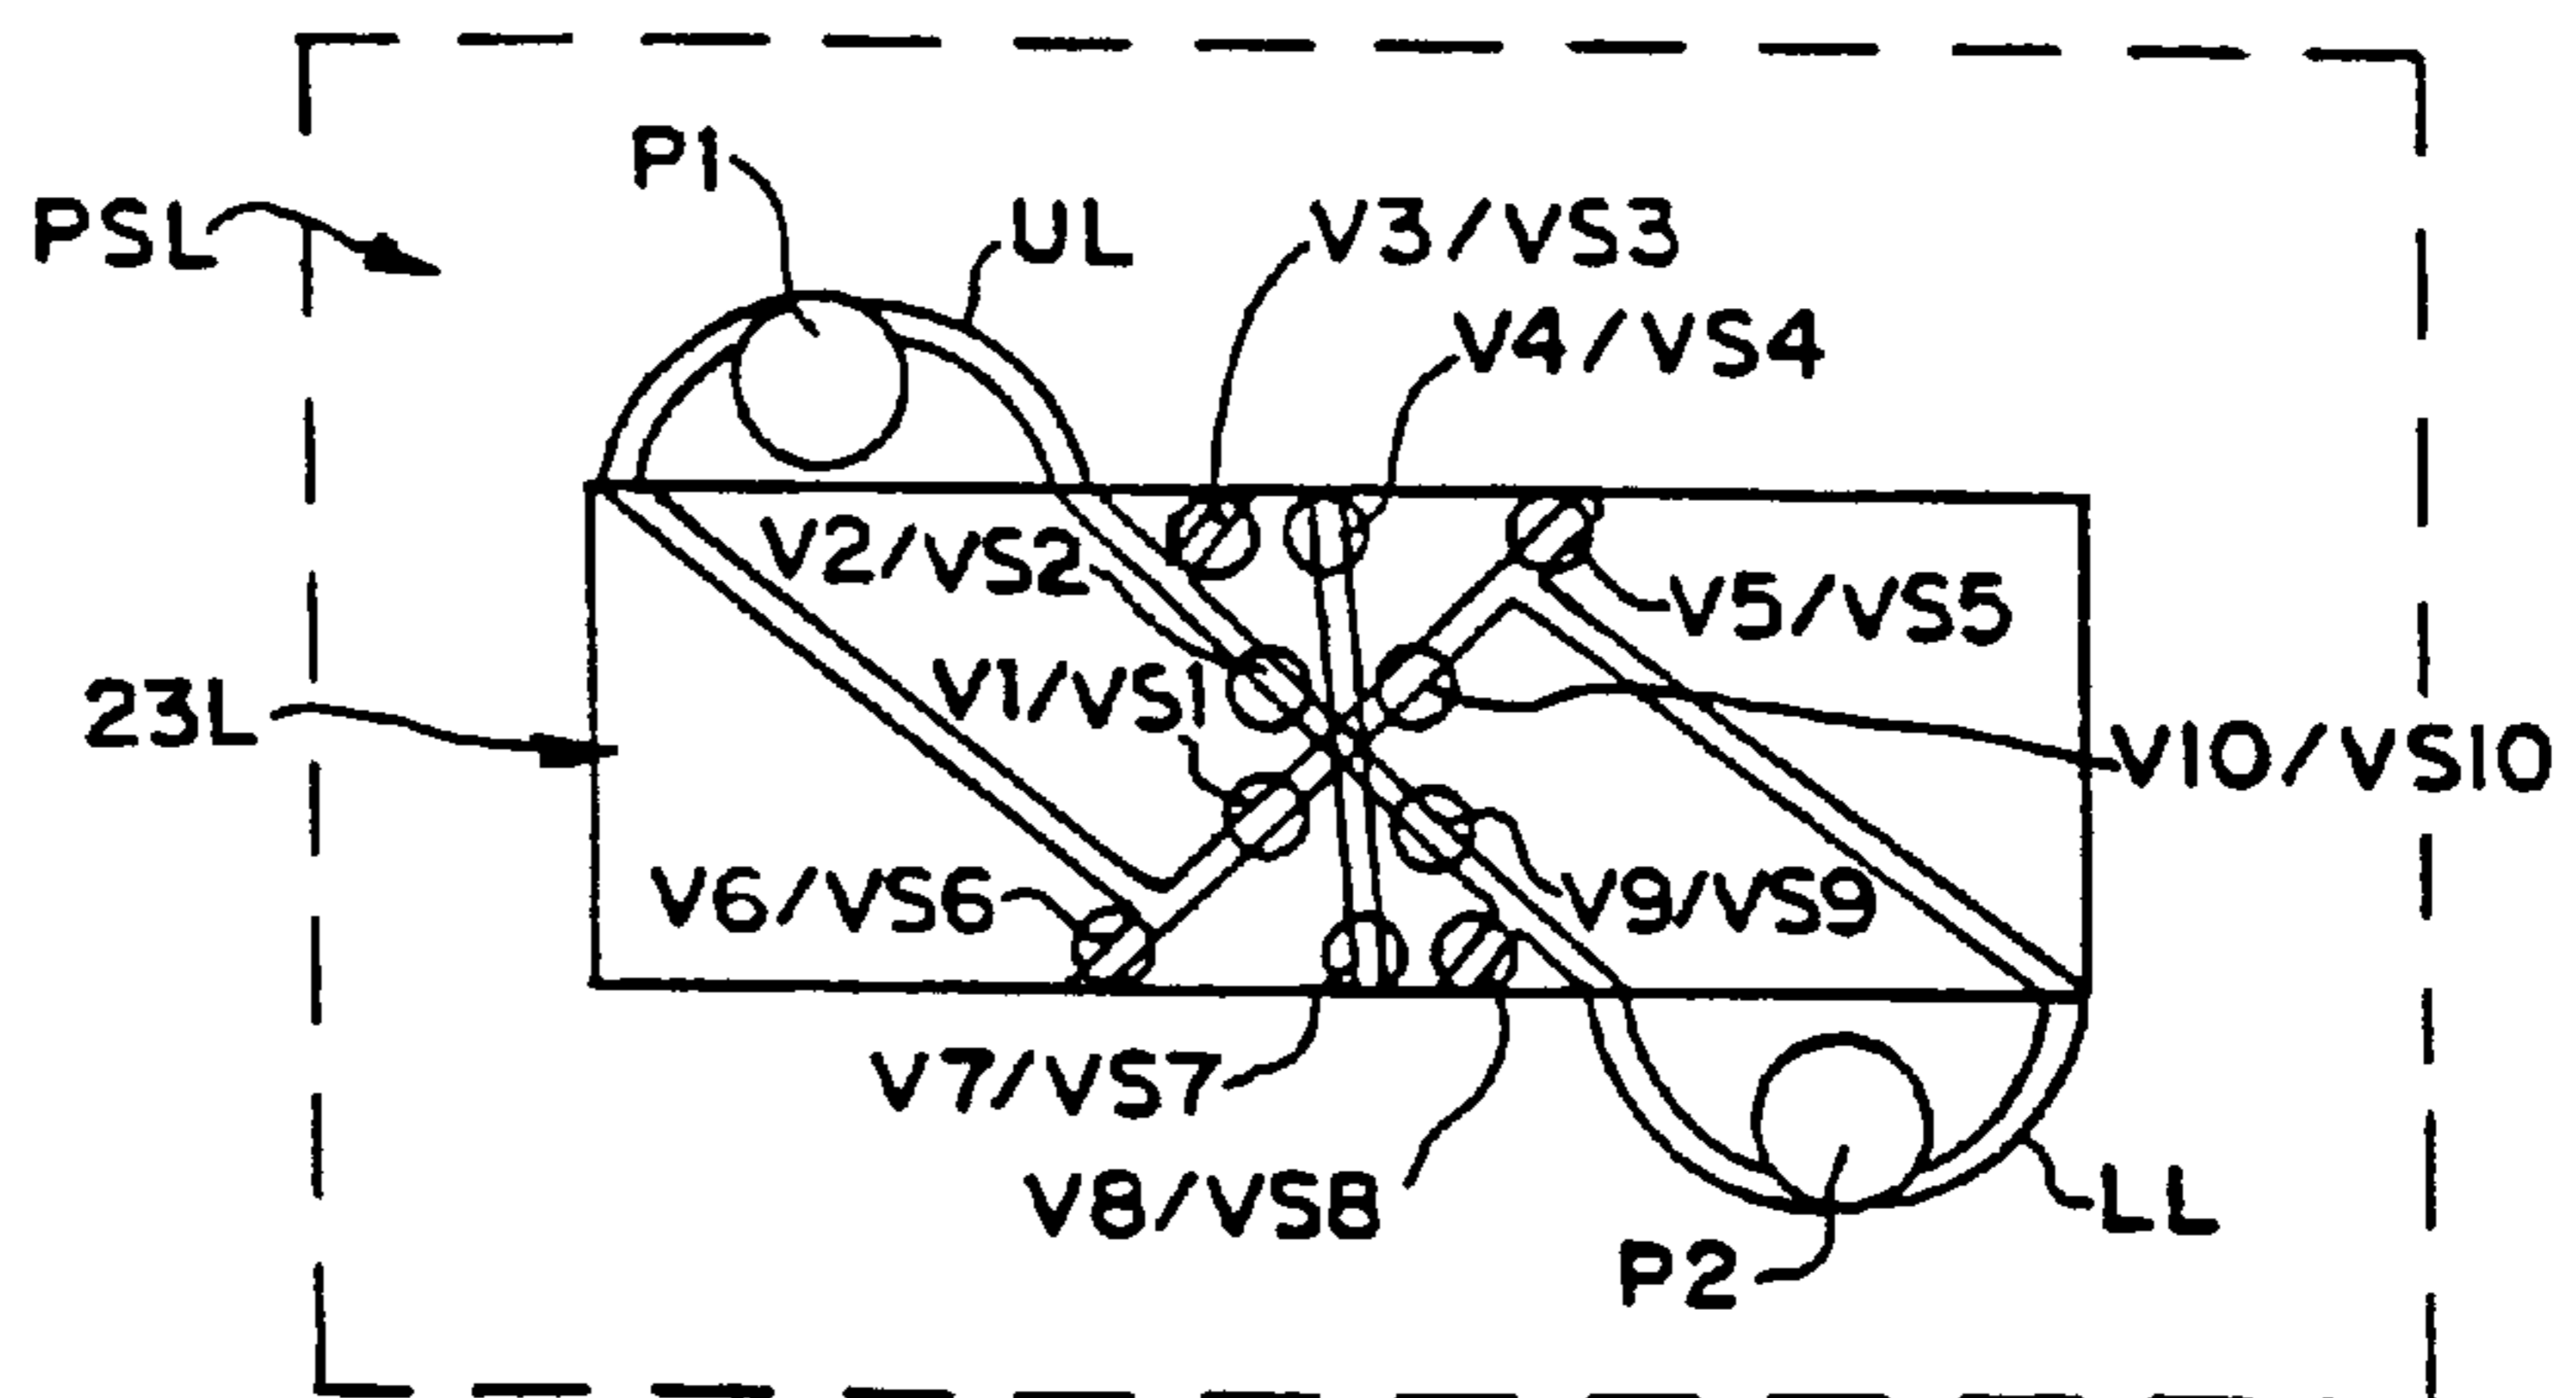 P1
PSL
UL
V3/VS3
V4/VS4
V2/VS2
V5/VS5
V1/VS1
23L
V10/VS10
V6/VS6
V9/VS9
V7/VS7
V8/VS8
LL
P2